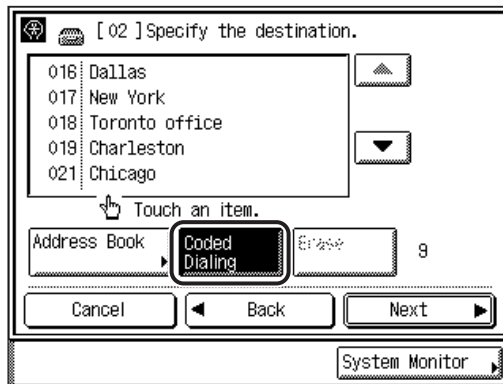 [02]Specify the destination.
016 Dallas
017 New York
018 Toronto office
019 Charleston
021 Chicago
Touch an item.
Address Book
Coded
Dialing
Erase
9
Cancel
Back
Next
System Monitor